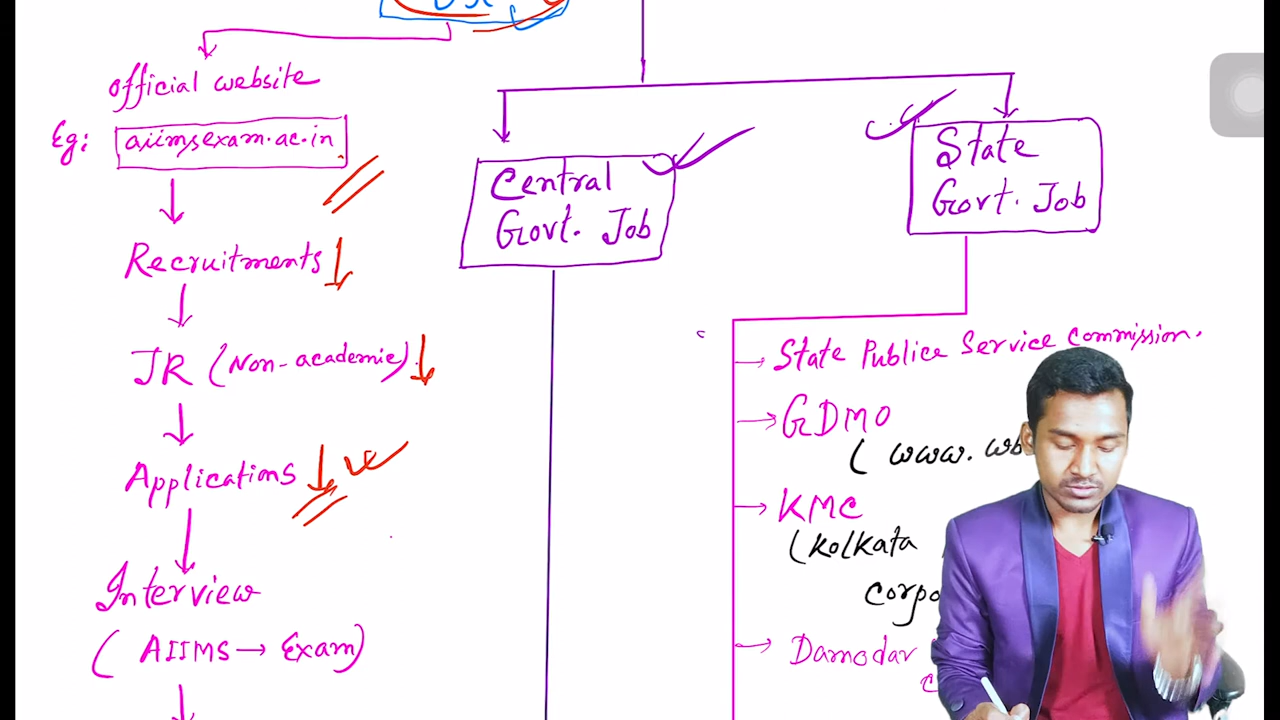 official website
Eg: aiimsexam.ac.in
Recruitments
JR (Non-academic)
Applications
Interview
( AIIMS → Exam)
Central
Govt. Job
State
Govt. Job
→ State Publice Service Commission.
→ GDMO
( www.wb
→ KMC
(Kolkata
corpo
→ Damodar